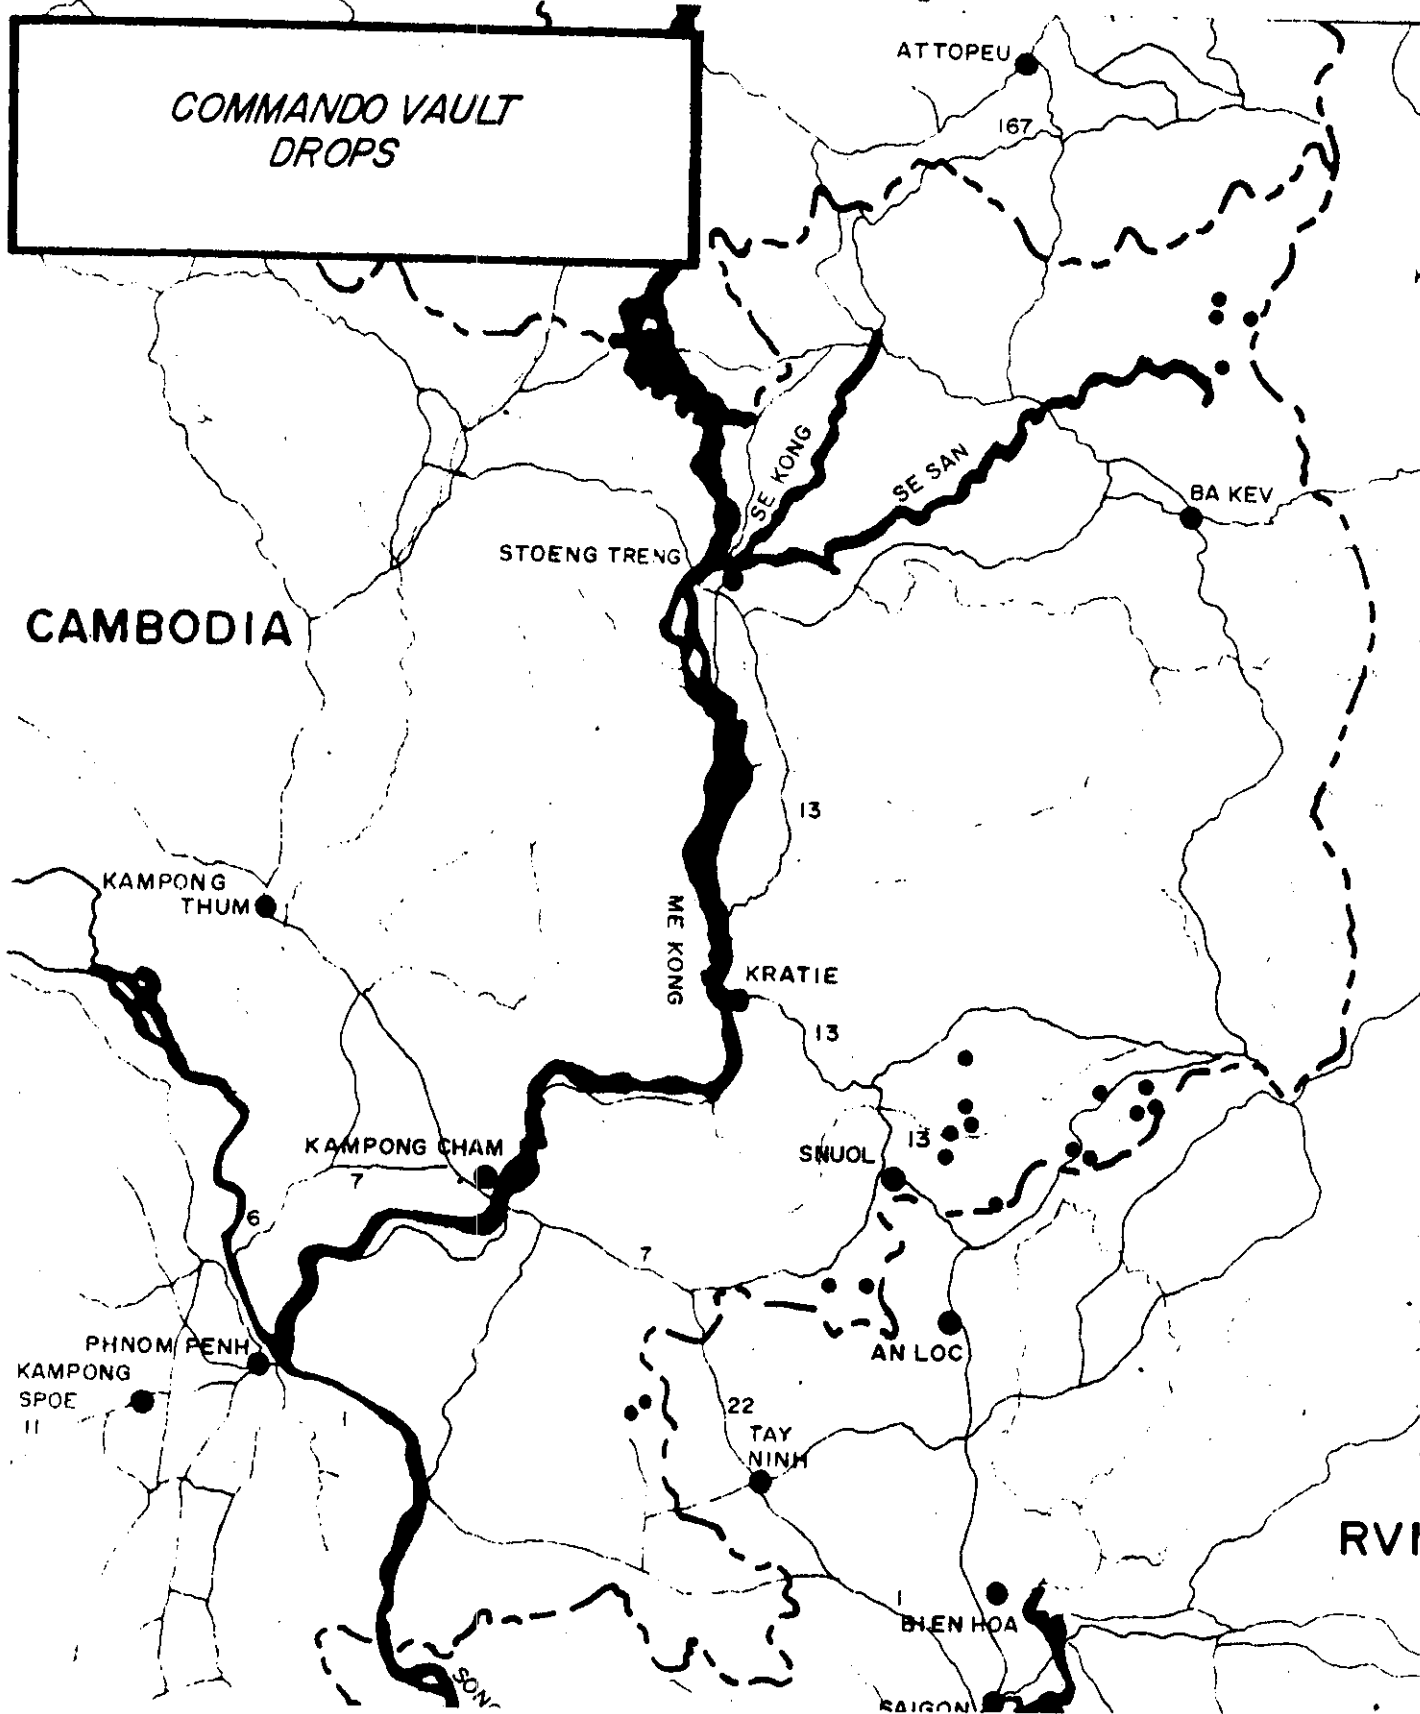 COMMANDO VAULT
DROPS
ATTOPEU
167
SE KONG
SE SAN
BA KEV
STOENG TRENG
CAMBODIA
13
KAMPONG
THUM
ME KONG
KRATIE
13
KAMPONG CHAM
7
SNUOL
13
6
7
PHNOM PENH
AN LOC
KAMPONG
SPOE
11
1
22
TAY
NINH
RVN
1
BIEN HOA
SONG
SAIGON